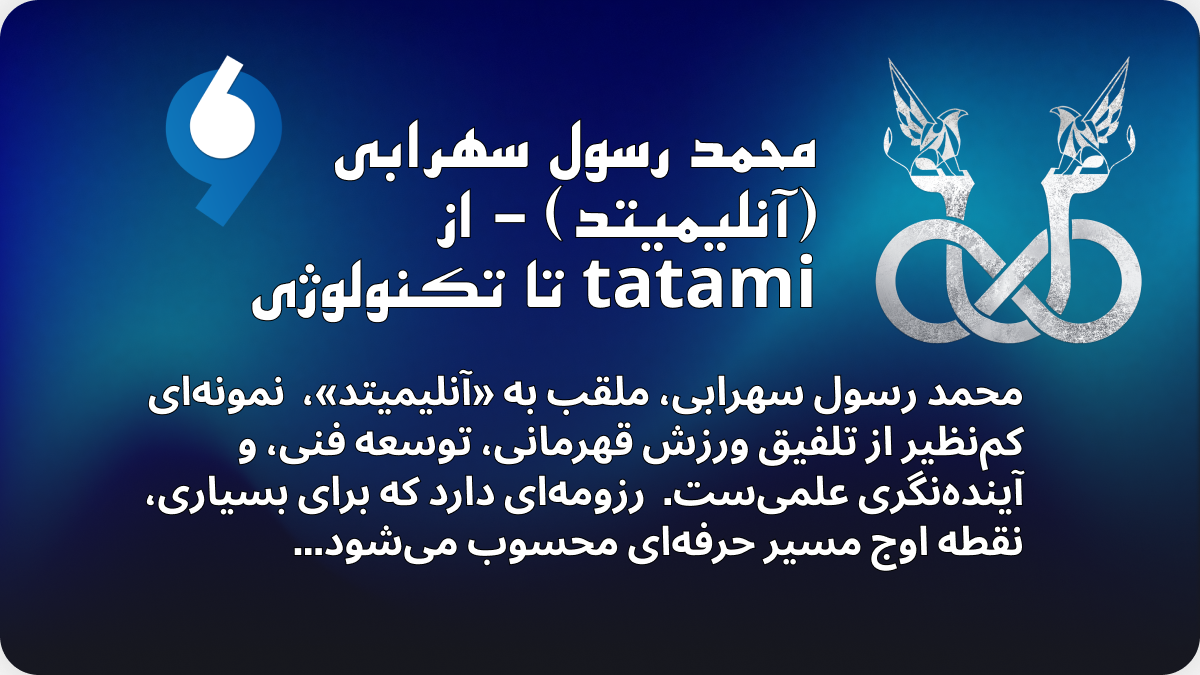 محمد رسول سهرابی
(آنلیمیتد) – از
tatami تا تکنولوژی
محمد رسول سهرابی، ملقب به «آنلیمیتد»، نمونه‌ای
کم‌نظیر از تلفیق ورزش قهرمانی، توسعه فنی، و
آینده‌نگری علمی‌ست. رزومه‌ای دارد که برای بسیاری،
نقطه اوج مسیر حرفه‌ای محسوب می‌شود...